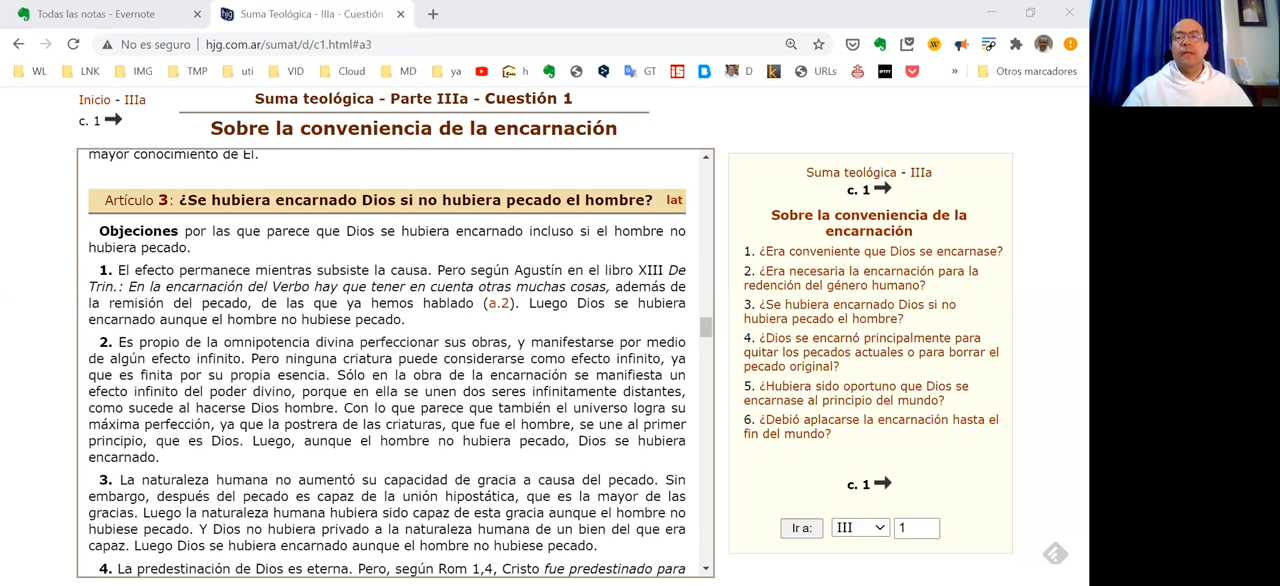 Todas las notas - Evernote
Suma Teológica - IIIa - Cuestión
No es seguro | hjg.com.ar/sumat/d/c1.html#a3
WL LNK IMG TMP uti VID Cloud MD ya h GT D K URLs IFTTT » Otros marcadores
Inicio - IIIa
c. 1
Suma teológica - Parte IIIa - Cuestión 1
Sobre la conveniencia de la encarnación
mayor conocimiento de El.
Artículo 3: ¿Se hubiera encarnado Dios si no hubiera pecado el hombre? lat
Objeciones por las que parece que Dios se hubiera encarnado incluso si el hombre no
hubiera pecado.
1. El efecto permanece mientras subsiste la causa. Pero según Agustín en el libro XIII De
Trin.: En la encarnación del Verbo hay que tener en cuenta otras muchas cosas, además de
la remisión del pecado, de las que ya hemos hablado (a.2). Luego Dios se hubiera
encarnado aunque el hombre no hubiese pecado.
2. Es propio de la omnipotencia divina perfeccionar sus obras, y manifestarse por medio
de algún efecto infinito. Pero ninguna criatura puede considerarse como efecto infinito, ya
que es finita por su propia esencia. Sólo en la obra de la encarnación se manifiesta un
efecto infinito del poder divino, porque en ella se unen dos seres infinitamente distantes,
como sucede al hacerse Dios hombre. Con lo que parece que también el universo logra su
máxima perfección, ya que la postrera de las criaturas, que fue el hombre, se une al primer
principio, que es Dios. Luego, aunque el hombre no hubiera pecado, Dios se hubiera
encarnado.
3. La naturaleza humana no aumentó su capacidad de gracia a causa del pecado. Sin
embargo, después del pecado es capaz de la unión hipostática, que es la mayor de las
gracias. Luego la naturaleza humana hubiera sido capaz de esta gracia aunque el hombre no
hubiese pecado. Y Dios no hubiera privado a la naturaleza humana de un bien del que era
capaz. Luego Dios se hubiera encarnado aunque el hombre no hubiese pecado.
4. La predestinación de Dios es eterna. Pero, según Rom 1,4, Cristo fue predestinado para
Suma teológica - IIIa
c. 1
Sobre la conveniencia de la
encarnación
1. ¿Era conveniente que Dios se encarnase?
2. ¿Era necesaria la encarnación para la
redención del género humano?
3. ¿Se hubiera encarnado Dios si no
hubiera pecado el hombre?
4. ¿Dios se encarnó principalmente para
quitar los pecados actuales o para borrar el
pecado original?
5. ¿Hubiera sido oportuno que Dios se
encarnase al principio del mundo?
6. ¿Debió aplacarse la encarnación hasta el
fin del mundo?
c. 1
Ir a: III 1